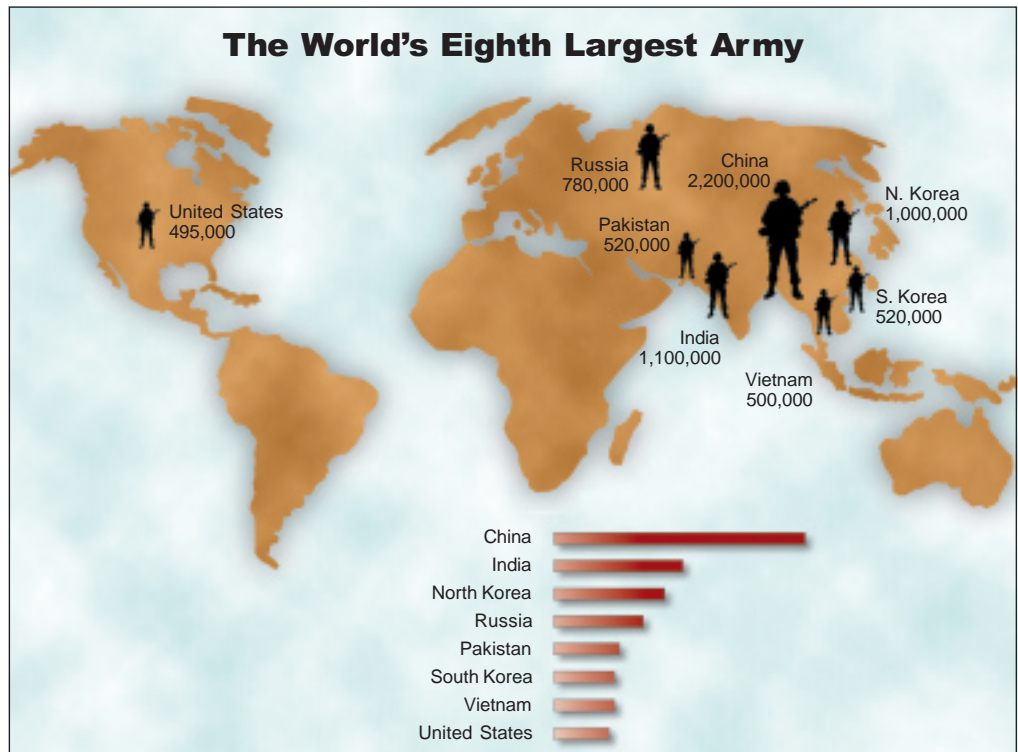 The World's Eighth Largest Army
Russia
780,000
China
2,200,000
N. Korea
1,000,000
United States
495,000
Pakistan
520,000
S. Korea
520,000
India
1,100,000
Vietnam
500,000
China
India
North Korea
Russia
Pakistan
South Korea
Vietnam
United States